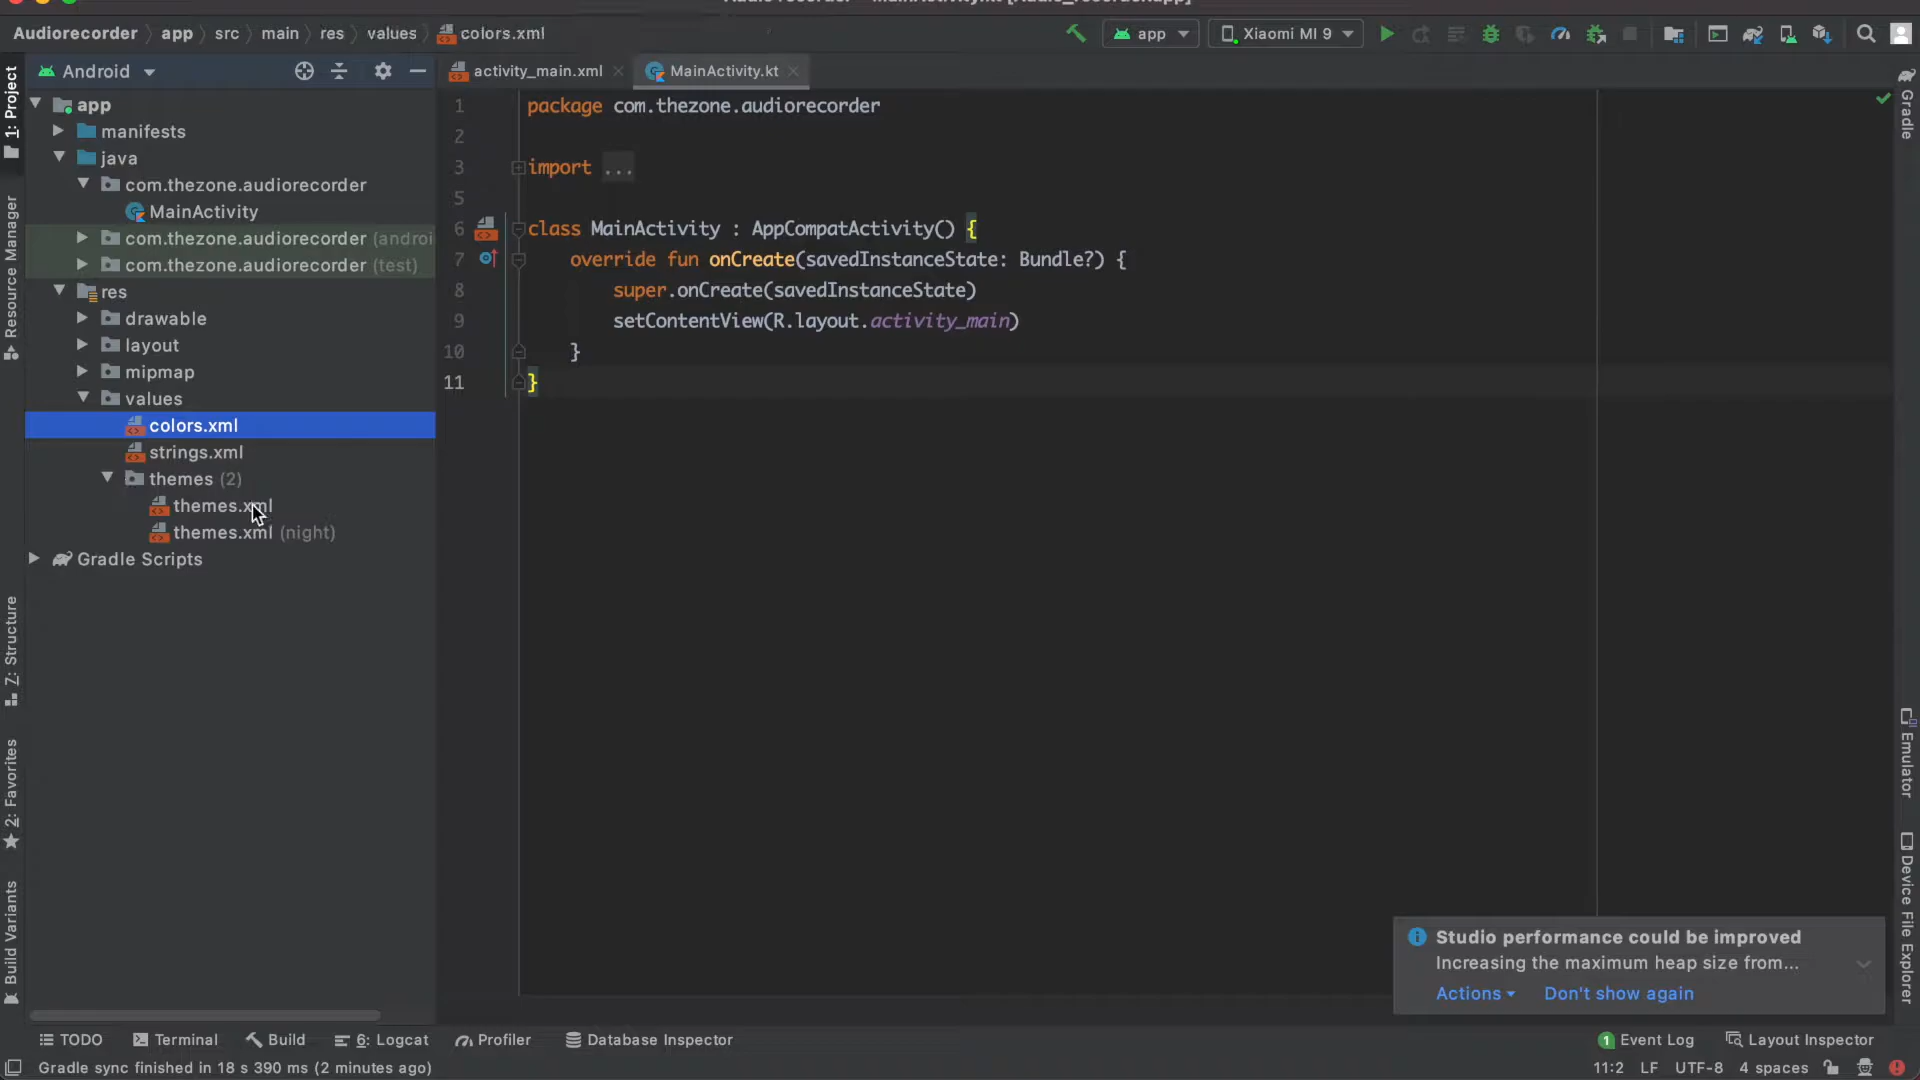 Audiorecorder app src main res values colors.xml app Xiaomi MI 9
1: Project
Resource Manager
Z: Structure
2: Favorites
Build Variants
Android
app
manifests
java
com.thezone.audiorecorder
MainActivity
com.thezone.audiorecorder (androi
com.thezone.audiorecorder (test)
res
drawable
layout
mipmap
values
colors.xml
strings.xml
themes (2)
themes.xml
themes.xml (night)
Gradle Scripts
activity_main.xml MainActivity.kt
1 package com.thezone.audiorecorder
2
3 import ...
5
6 class MainActivity : AppCompatActivity() {
7 override fun onCreate(savedInstanceState: Bundle?) {
8 super.onCreate(savedInstanceState)
9 setContentView(R.layout.activity_main)
10 }
11 }
Gradle
Emulator
Device File Explorer
Studio performance could be improved
Increasing the maximum heap size from...
Actions Don't show again
TODO Terminal Build 6: Logcat Profiler Database Inspector 1 Event Log Layout Inspector
Gradle sync finished in 18 s 390 ms (2 minutes ago) 11:2 LF UTF-8 4 spaces